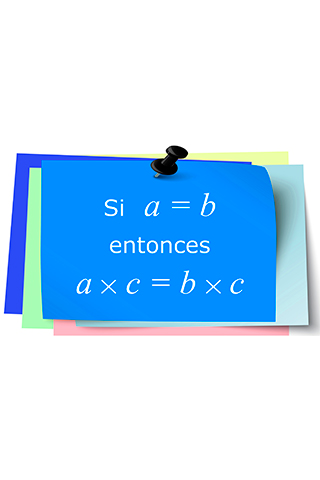 Si a = b
entonces
a × c = b × c